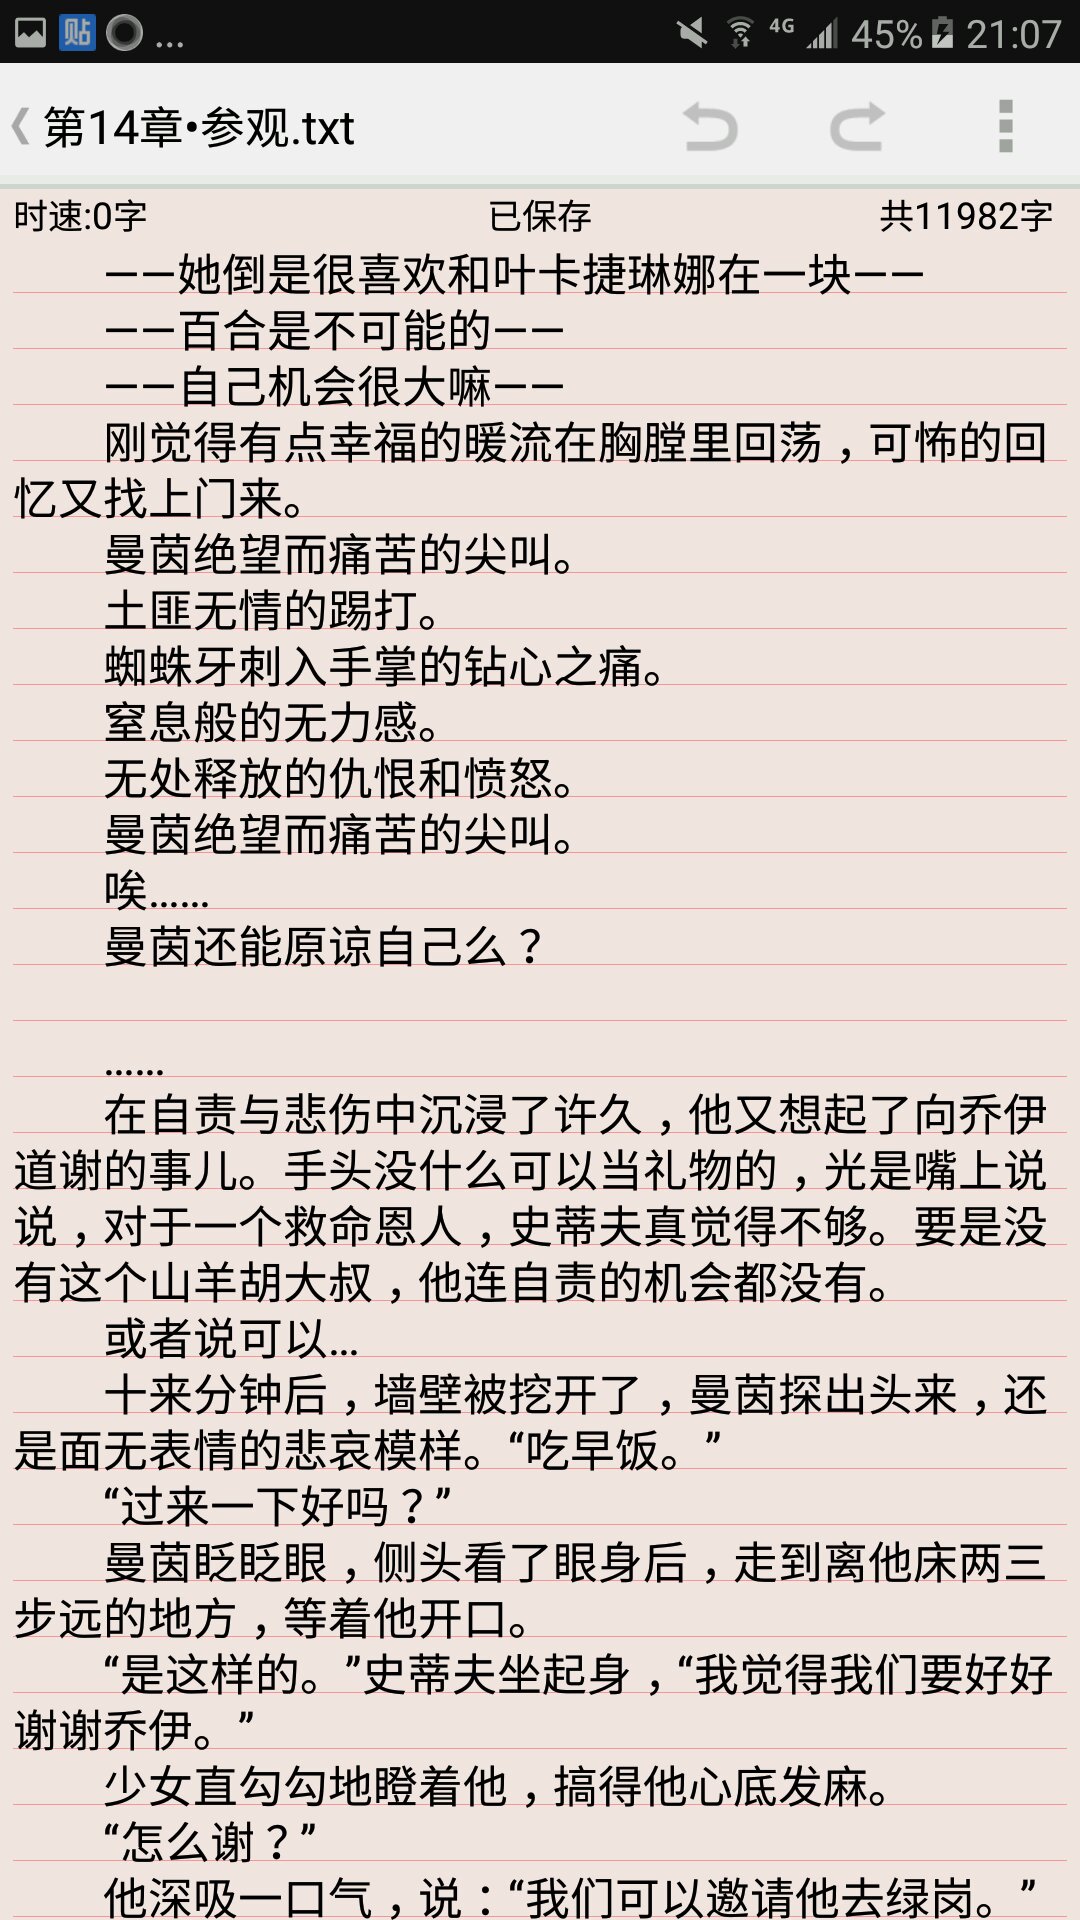 贴
...
4G
45%
21:07
第14章•参观.txt
时速:0字
已保存
共11982字
——她倒是很喜欢和叶卡捷琳娜在一块——
——百合是不可能的——
——自己机会很大嘛——
刚觉得有点幸福的暖流在胸膛里回荡，可怖的回
忆又找上门来。
曼茵绝望而痛苦的尖叫。
土匪无情的踢打。
蜘蛛牙刺入手掌的钻心之痛。
窒息般的无力感。
无处释放的仇恨和愤怒。
曼茵绝望而痛苦的尖叫。
唉……
曼茵还能原谅自己么？
……
在自责与悲伤中沉浸了许久，他又想起了向乔伊
道谢的事儿。手头没什么可以当礼物的，光是嘴上说
说，对于一个救命恩人，史蒂夫真觉得不够。要是没
有这个山羊胡大叔，他连自责的机会都没有。
或者说可以…
十来分钟后，墙壁被挖开了，曼茵探出头来，还
是面无表情的悲哀模样。“吃早饭。”
“过来一下好吗？”
曼茵眨眨眼，侧头看了眼身后，走到离他床两三
步远的地方，等着他开口。
“是这样的。”史蒂夫坐起身，“我觉得我们要好好
谢谢乔伊。”
少女直勾勾地瞪着他，搞得他心底发麻。
“怎么谢？”
他深吸一口气，说：“我们可以邀请他去绿岗。”